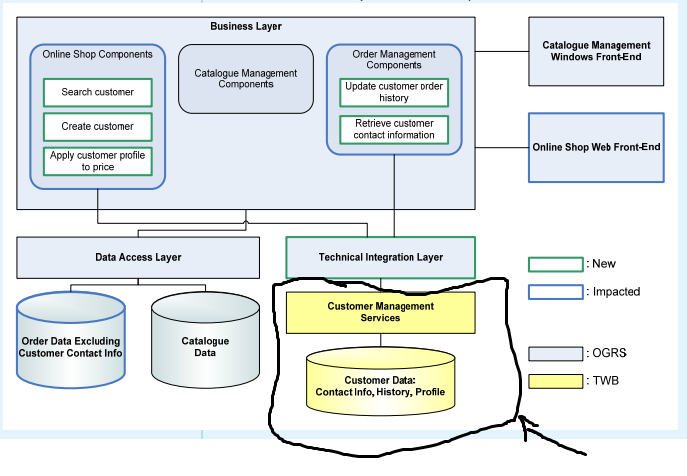 Business Layer
Online Shop Components
Search customer
Create customer
Apply customer profile
to price
Catalogue Management
Components
Order Management
Components
Update customer order
history
Retrieve customer
contact information
Catalogue Management
Windows Front-End
Online Shop Web Front-End
Data Access Layer
Technical Integration Layer
: New
: Impacted
Order Data Excluding
Customer Contact Info
Catalogue
Data
Customer Management
Services
Customer Data:
Contact Info, History, Profile
: OGRS
: TWB